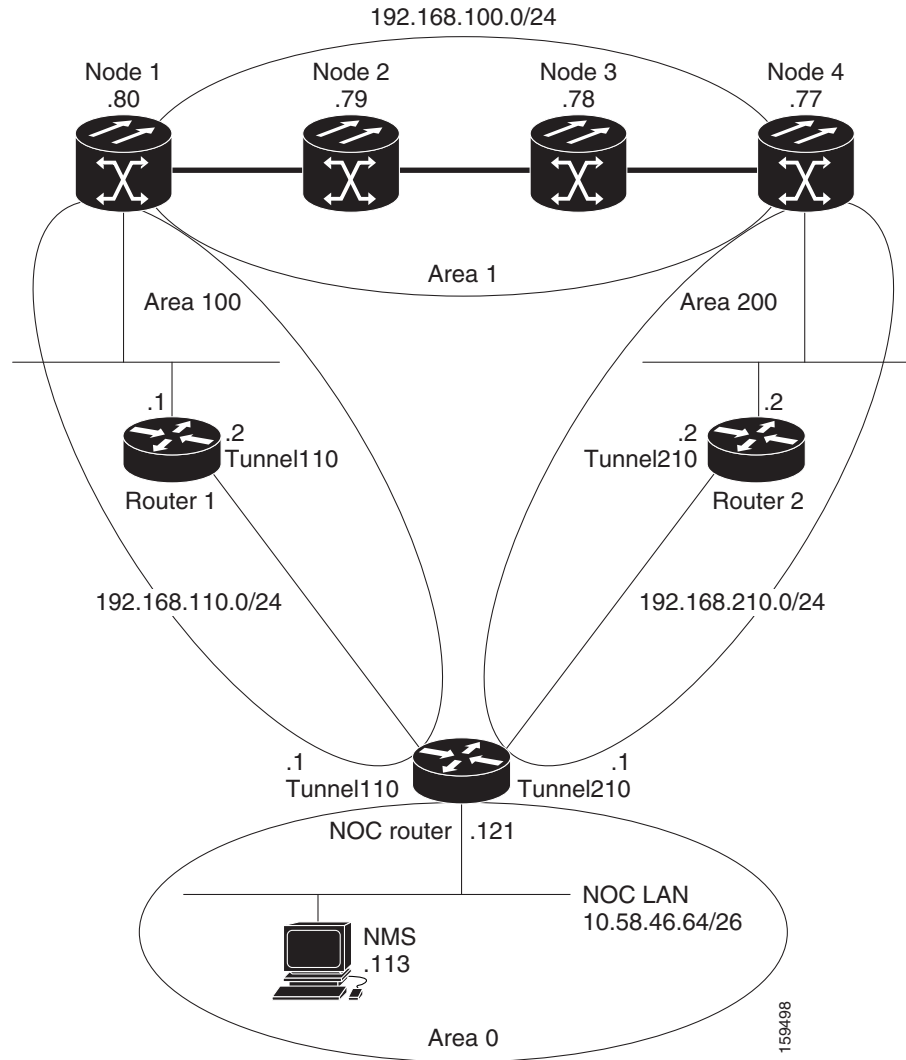 192.168.100.0/24
Node 1
.80
Node 2
.79
Node 3
.78
Node 4
.77
Area 1
Area 100
Area 200
.1
.2
Tunnel110
Router 1
.2
.2
Tunnel210
Router 2
192.168.110.0/24
192.168.210.0/24
.1
Tunnel110
.1
Tunnel210
NOC router
.121
NOC LAN
10.58.46.64/26
NMS
.113
Area 0
159498